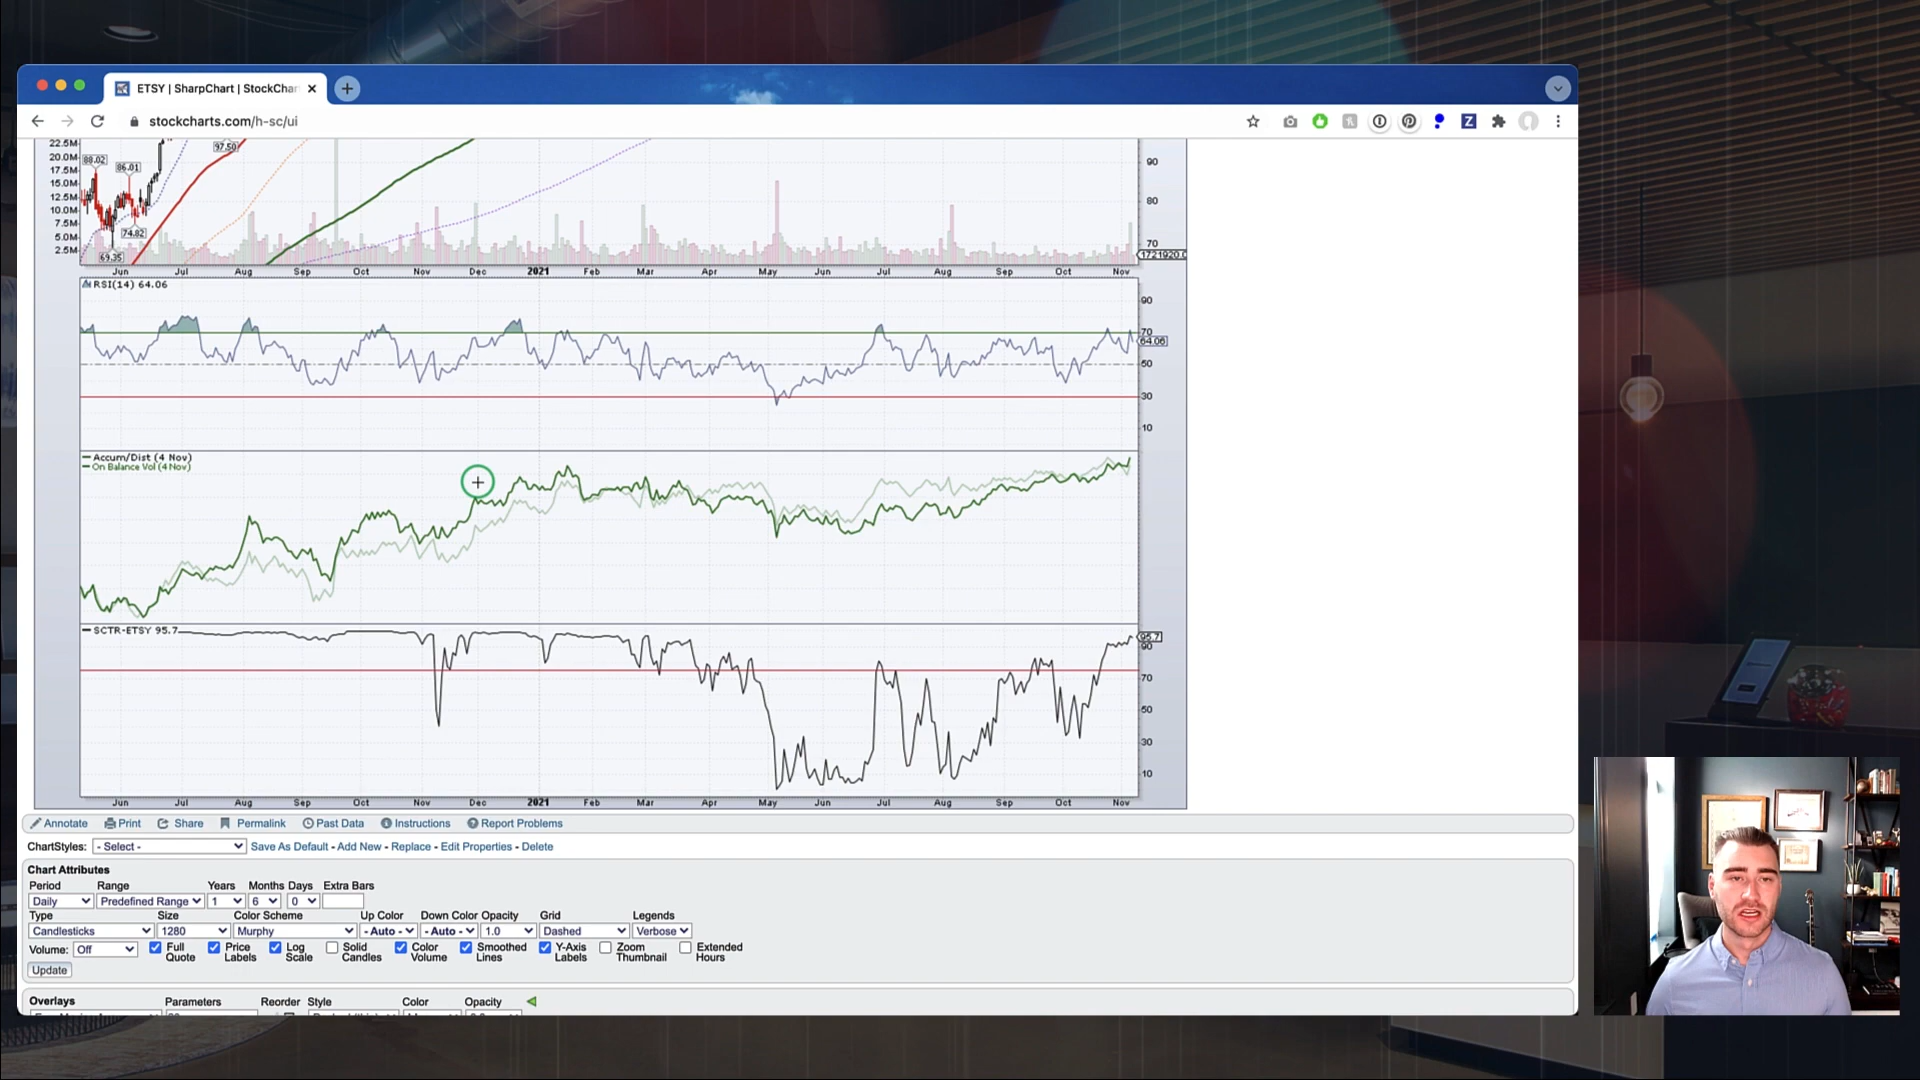 ETSY | SharpChart | StockChar
stockcharts.com/h-sc/ui
22.5M
20.0M
17.5M
15.0M
12.5M
10.0M
7.5M
5.0M
2.5M
88.02
86.01
74.82
69.35
97.50
90
80
70
1721920.0
Jun Jul Aug Sep Oct Nov Dec 2021 Feb Mar Apr May Jun Jul Aug Sep Oct Nov
RSI(14) 64.06
90
70
64.06
50
30
10
Accum/Dist (4 Nov)
On Balance Vol (4 Nov)
SCTR-ETSY 95.7
95.7
90
70
50
30
10
Jun Jul Aug Sep Oct Nov Dec 2021 Feb Mar Apr May Jun Jul Aug Sep Oct Nov
Annotate Print Share Permalink Past Data Instructions Report Problems
ChartStyles: - Select - Save As Default - Add New - Replace - Edit Properties - Delete
Chart Attributes
Period Range Years Months Days Extra Bars
Daily Predefined Range 1 6 0
Type Size Color Scheme Up Color Down Color Opacity Grid Legends
Candlesticks 1280 Murphy - Auto - - Auto - 1.0 Dashed Verbose
Volume: Off Full Quote Price Labels Log Scale Solid Candles Color Volume Smoothed Lines Y-Axis Labels Zoom Thumbnail Extended Hours
Update
Overlays Parameters Reorder Style Color Opacity